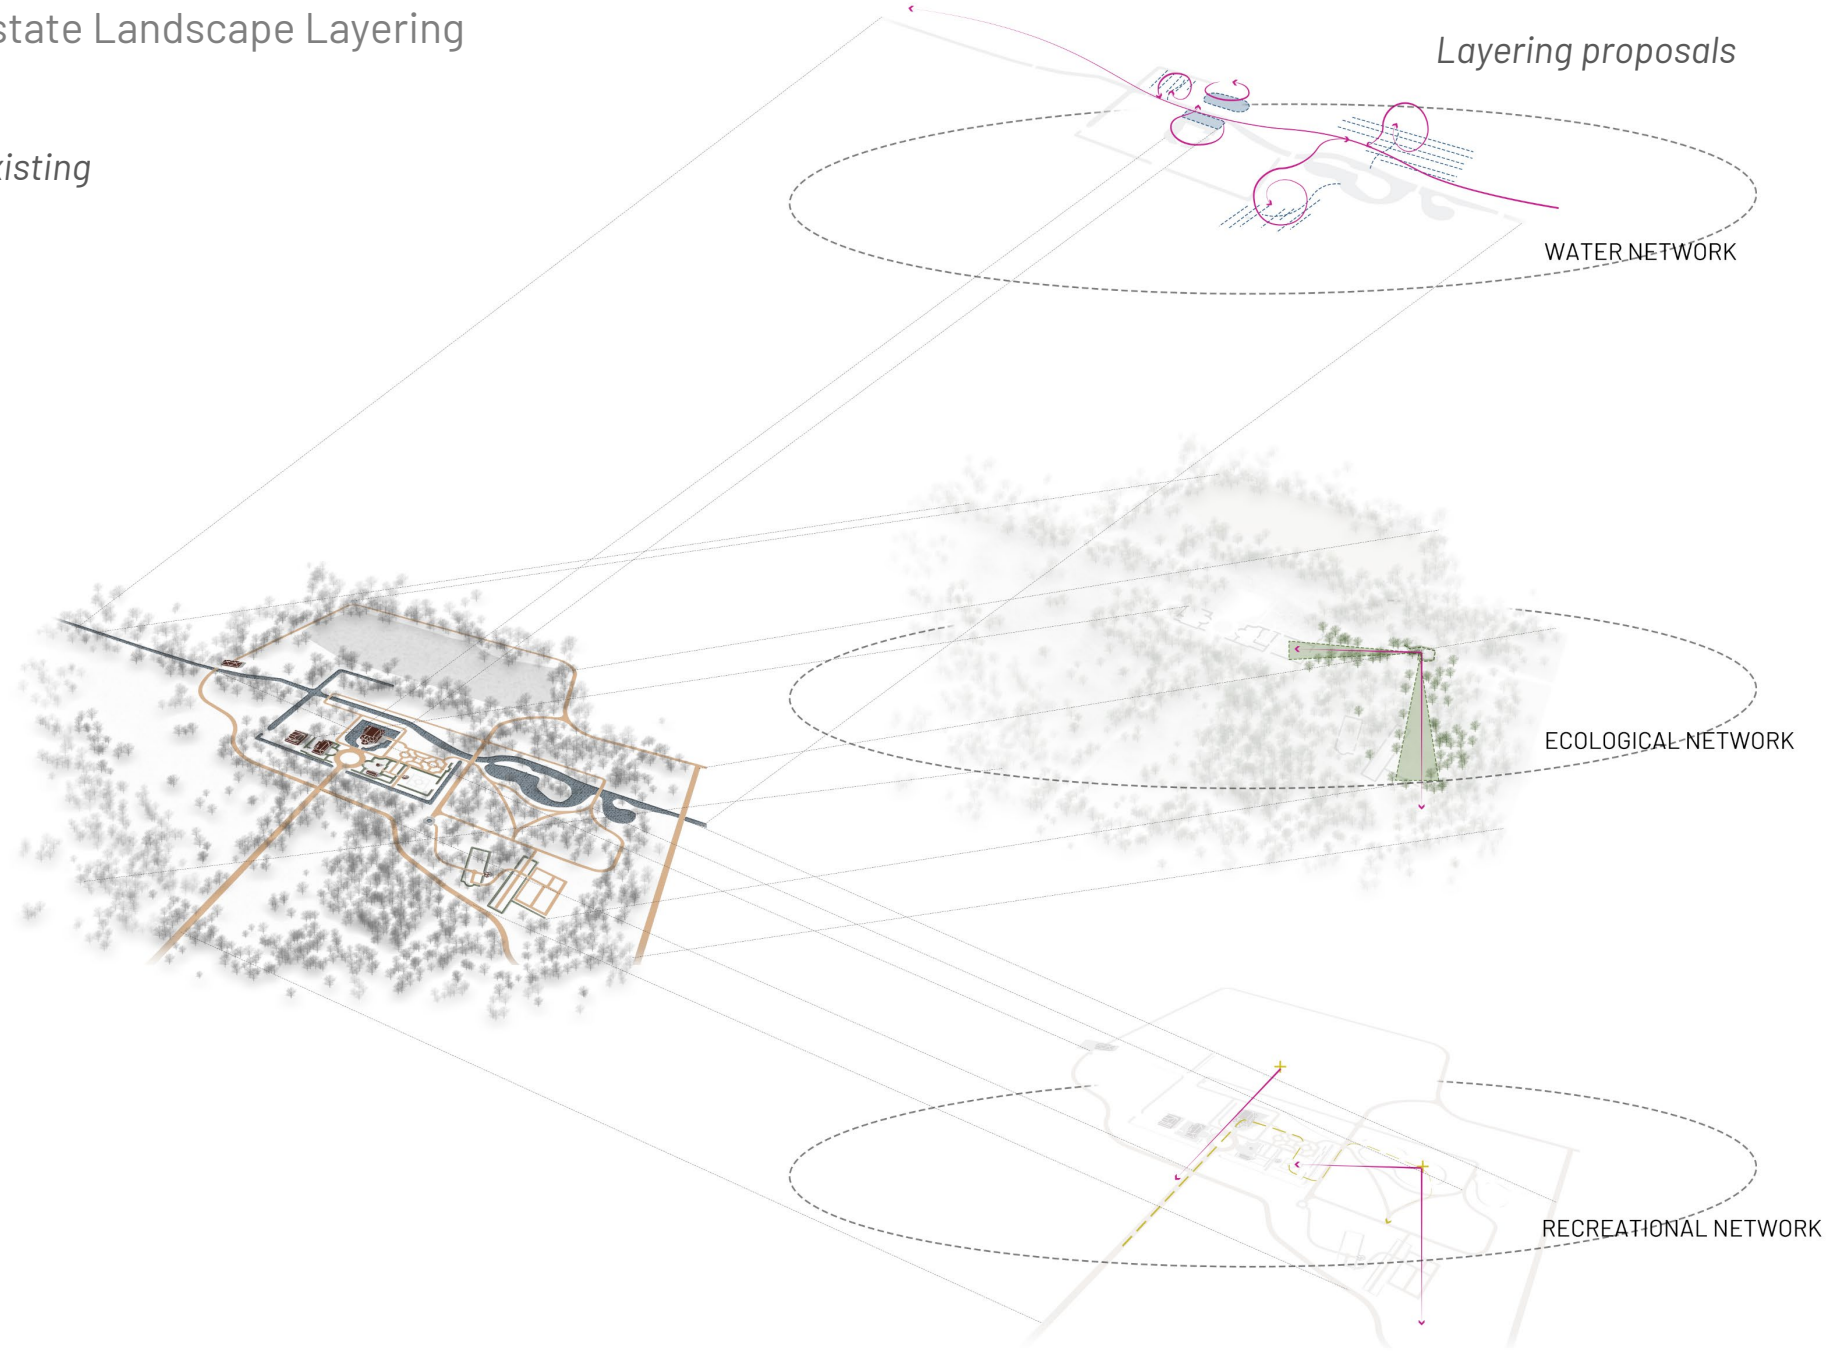 state Landscape Layering
Layering proposals
xisting
WATER NETWORK
ECOLOGICAL NETWORK
RECREATIONAL NETWORK